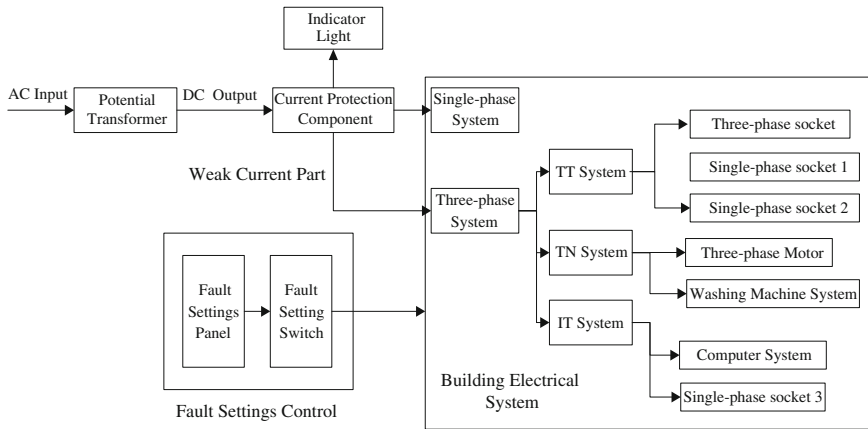 Indicator
Light
AC Input
Potential
Transformer
DC Output
Current Protection
Component
Single-phase
System
Weak Current Part
Three-phase
System
TT System
Three-phase socket
Single-phase socket 1
Single-phase socket 2
TN System
Three-phase Motor
Washing Machine System
IT System
Computer System
Single-phase socket 3
Building Electrical
System
Fault
Settings
Panel
Fault
Setting
Switch
Fault Settings Control